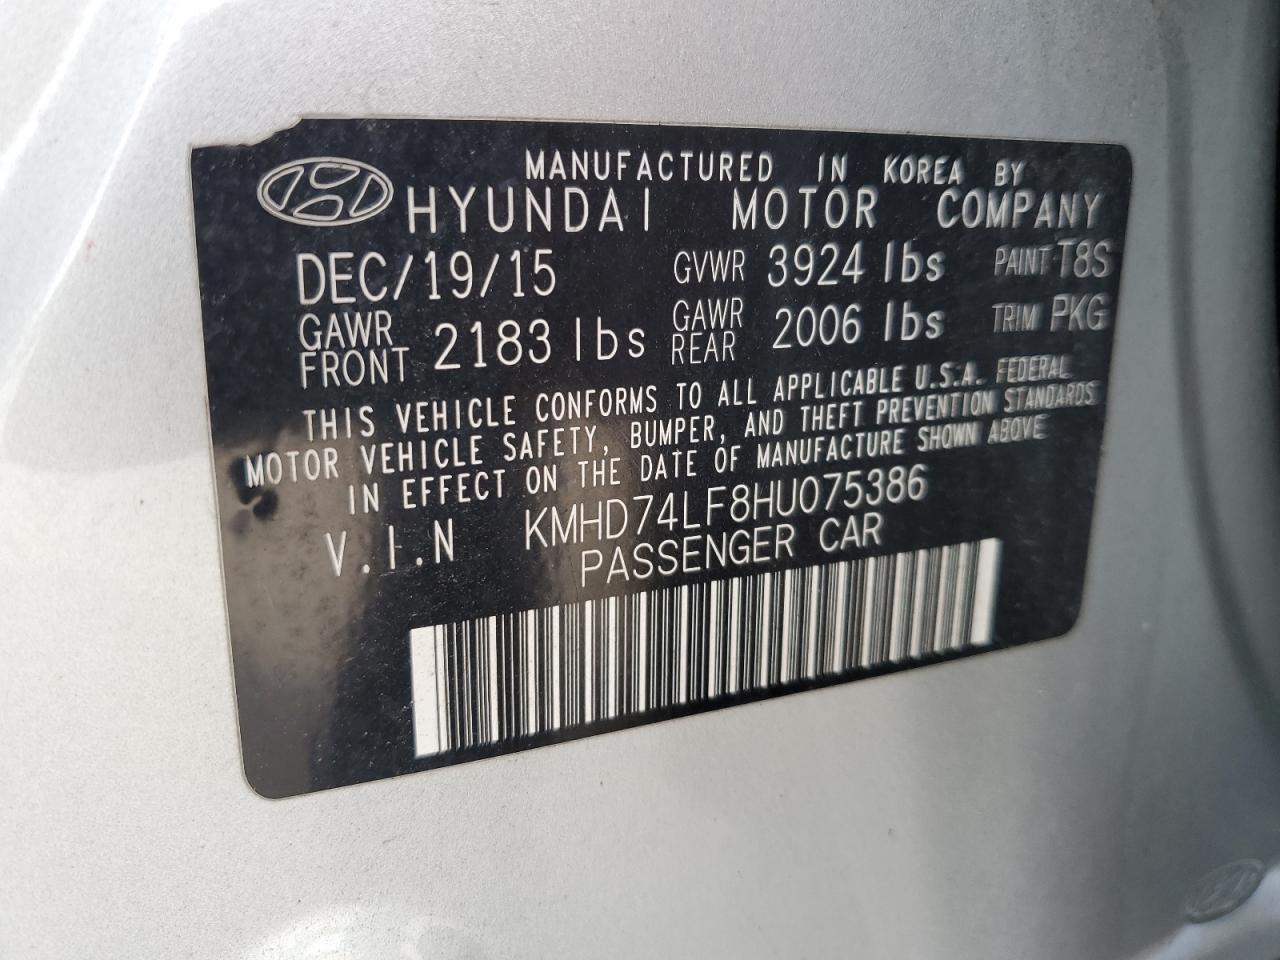 MANUFACTURED IN KOREA BY
HYUNDAI MOTOR COMPANY
DEC/19/15 GVWR 3924 lbs PAINT T8S
GAWR FRONT 2183 lbs GAWR REAR 2006 lbs TRIM PKG
THIS VEHICLE CONFORMS TO ALL APPLICABLE U.S.A. FEDERAL
MOTOR VEHICLE SAFETY, BUMPER, AND THEFT PREVENTION STANDARDS
IN EFFECT ON THE DATE OF MANUFACTURE SHOWN ABOVE
V.I.N KMHD74LF8HU075386
PASSENGER CAR